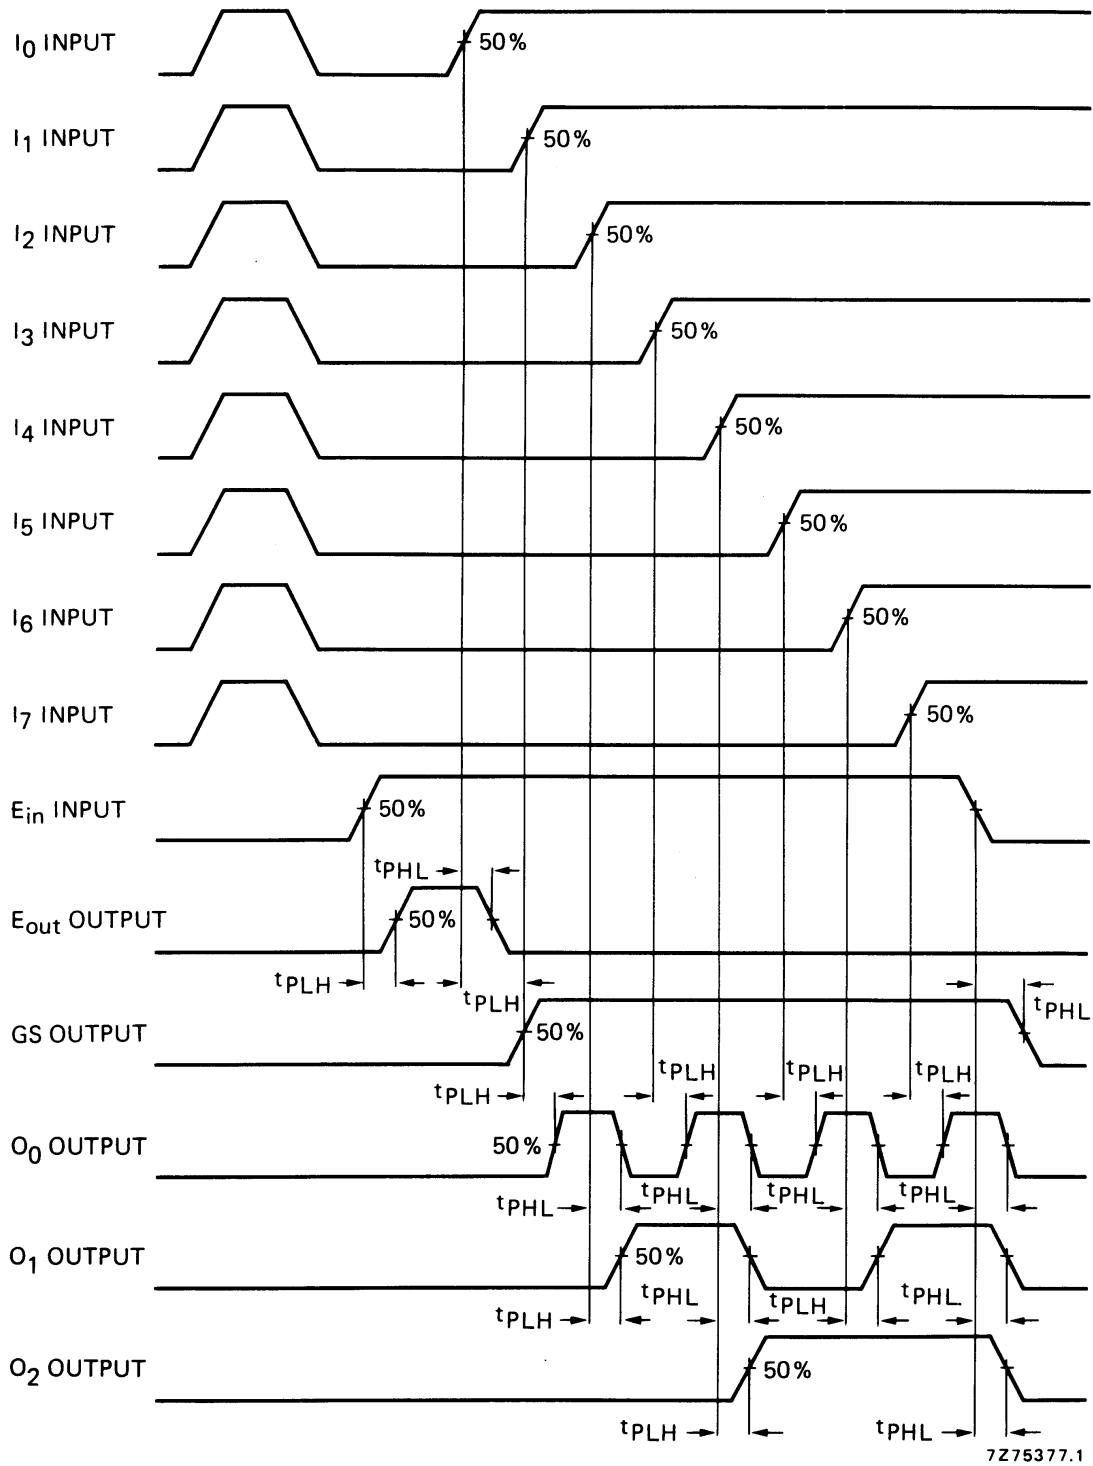 I0 INPUT 50%
I1 INPUT 50%
I2 INPUT 50%
I3 INPUT 50%
I4 INPUT 50%
I5 INPUT 50%
I6 INPUT 50%
I7 INPUT 50%
Ein INPUT 50%
tPHL
Eout OUTPUT 50%
tPLH tPLH tPHL
GS OUTPUT 50%
tPLH tPLH tPLH tPLH
O0 OUTPUT 50%
tPHL tPHL tPHL tPHL
O1 OUTPUT 50%
tPLH tPHL tPLH tPHL
O2 OUTPUT 50%
tPLH tPHL
7Z75377.1